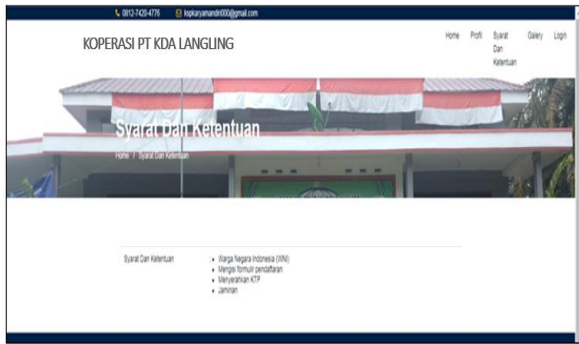 0812-7420-4776 kopkaryamandiri000@gmail.com
KOPERASI PT KDA LANGLING
Home Profil Syarat Dan Ketentuan Galery Login
Syarat Dan Ketentuan
Home / Syarat Dan Ketentuan
Syarat Dan Ketentuan
• Warga Negara Indonesia (WNI)
• Mengisi formulir pendaftaran
• Menyerahkan KTP
• Jaminan